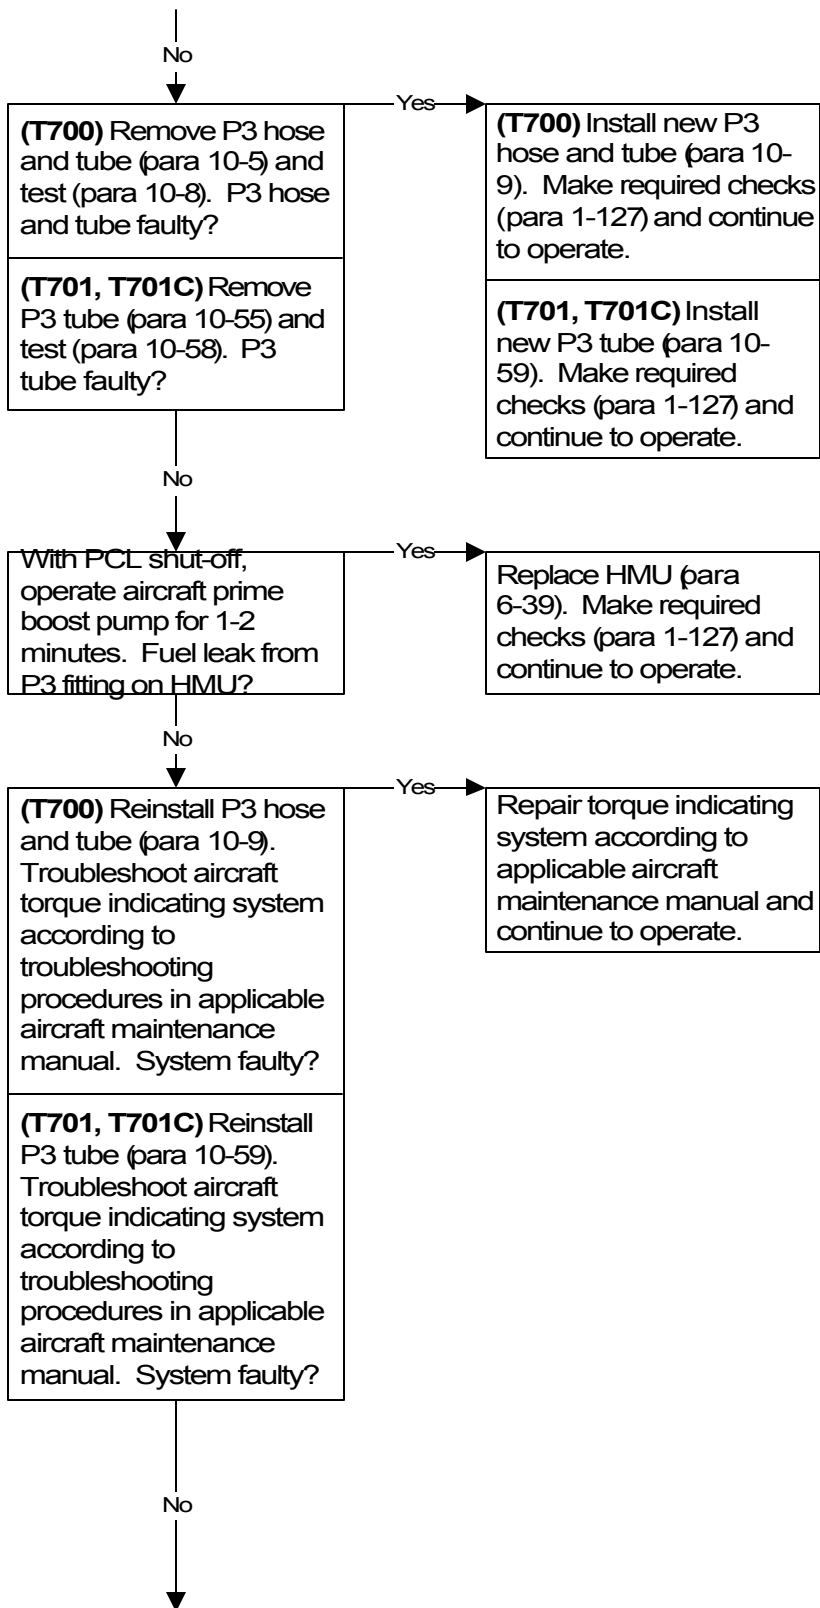 No
Yes
(T700) Remove P3 hose
and tube (para 10-5) and
test (para 10-8). P3 hose
and tube faulty?
(T700) Install new P3
hose and tube (para 10-
9). Make required checks
(para 1-127) and continue
to operate.
(T701, T701C) Remove
P3 tube (para 10-55) and
test (para 10-58). P3
tube faulty?
(T701, T701C) Install
new P3 tube (para 10-
59). Make required
checks (para 1-127) and
continue to operate.
No
Yes
With PCL shut-off,
operate aircraft prime
boost pump for 1-2
minutes. Fuel leak from
P3 fitting on HMU?
Replace HMU (para
6-39). Make required
checks (para 1-127) and
continue to operate.
No
Yes
(T700) Reinstall P3 hose
and tube (para 10-9).
Troubleshoot aircraft
torque indicating system
according to
troubleshooting
procedures in applicable
aircraft maintenance
manual. System faulty?
Repair torque indicating
system according to
applicable aircraft
maintenance manual and
continue to operate.
(T701, T701C) Reinstall
P3 tube (para 10-59).
Troubleshoot aircraft
torque indicating system
according to
troubleshooting
procedures in applicable
aircraft maintenance
manual. System faulty?
No